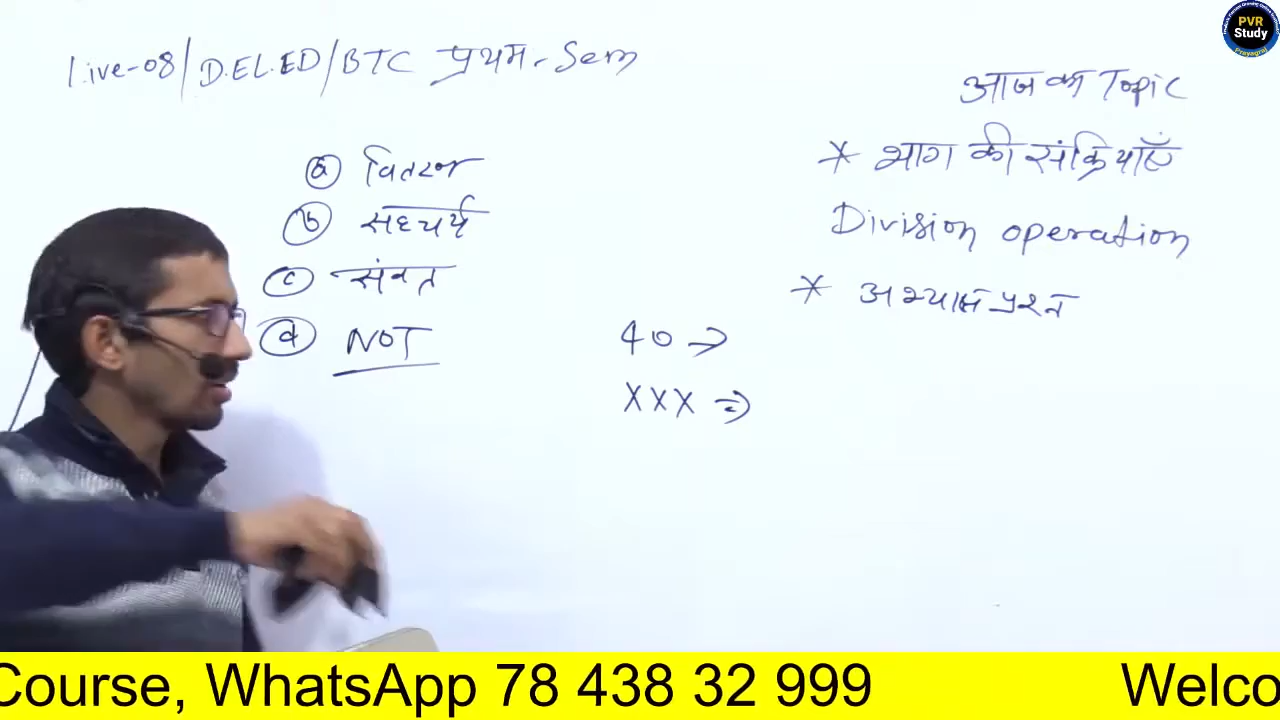 Live-08/D.EL.ED/BTC प्रथम-Sem
आज का Topic
* भाग की संक्रियाएँ
Division operation
* अभ्यास प्रश्न
(a) वितरण
(b)
(c) संवृत
(d) NOT
40 →
XXX ⇒
PVR
Study
Prayagraj
Course, WhatsApp 78 438 32 999 Welco